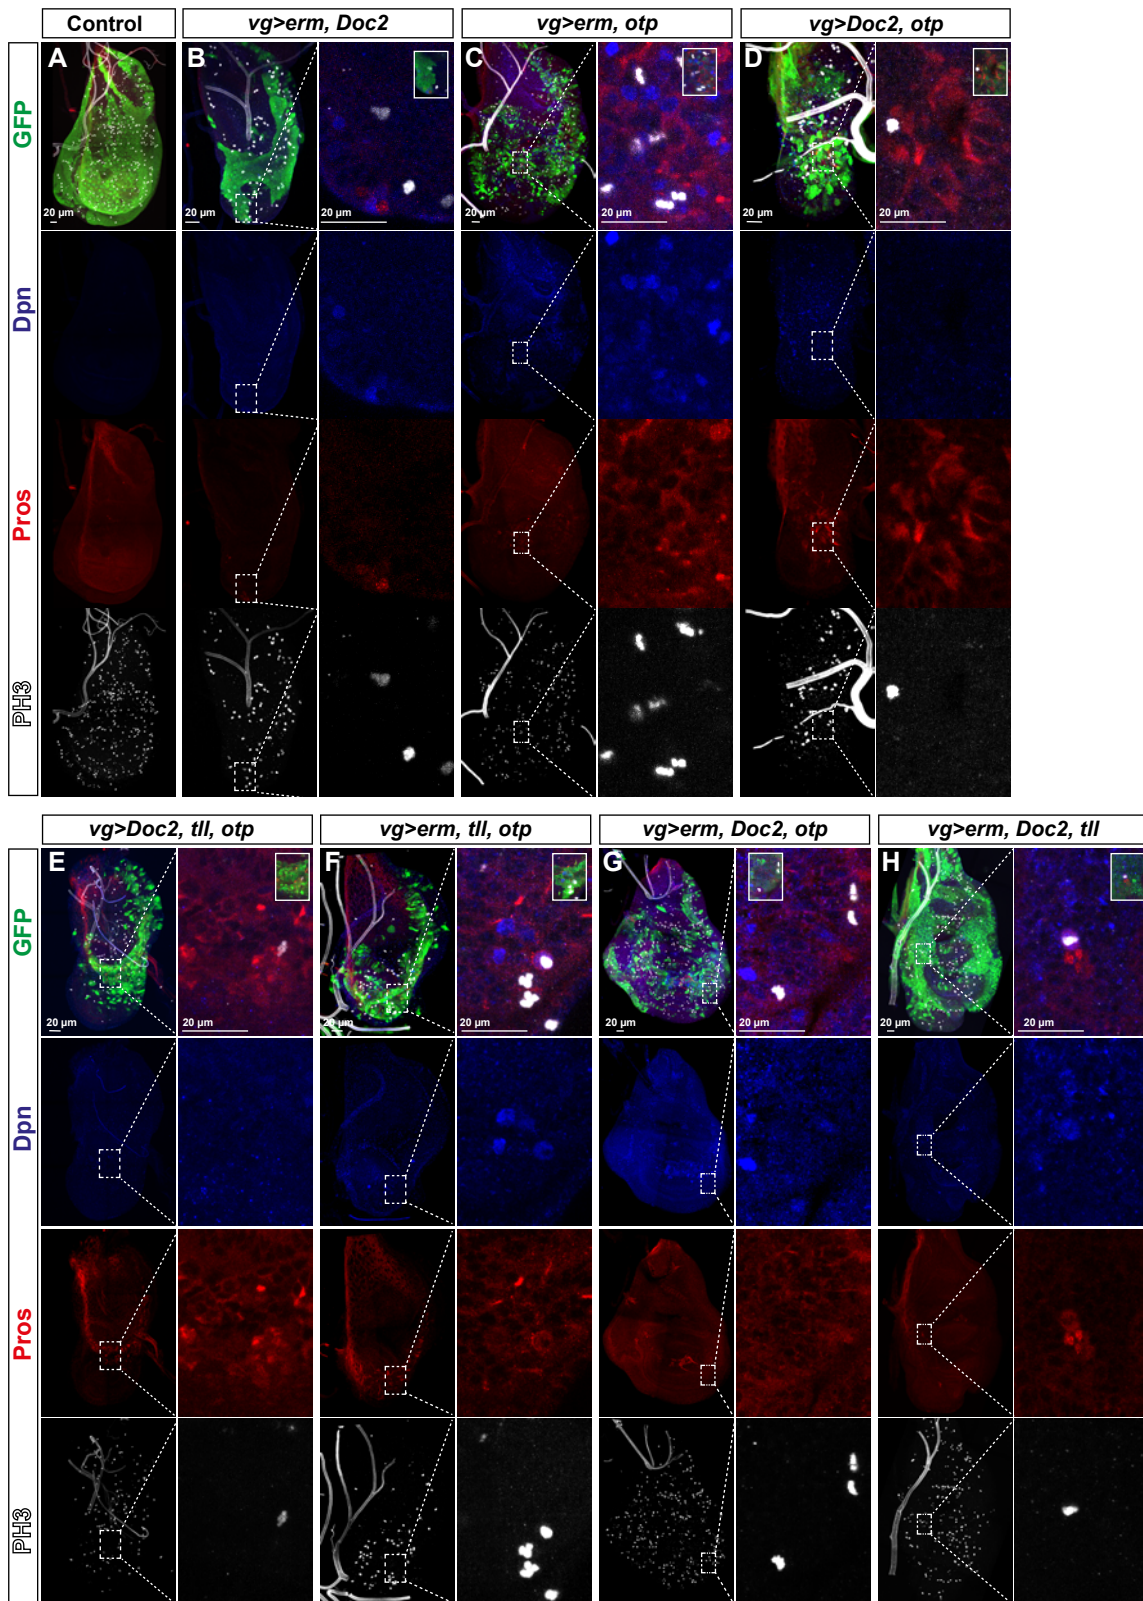 Control
vg>erm, Doc2
vg>erm, otp
vg>Doc2, otp
GFP
A
B
C
D
20 µm
20 µm
20 µm
20 µm
20 µm
20 µm
20 µm
Dpn
Pros
PH3
vg>Doc2, tll, otp
vg>erm, tll, otp
vg>erm, Doc2, otp
vg>erm, Doc2, tll
GFP
E
F
G
H
20 µm
20 µm
20 µm
20 µm
20 µm
20 µm
20 µm
20 µm
Dpn
Pros
PH3